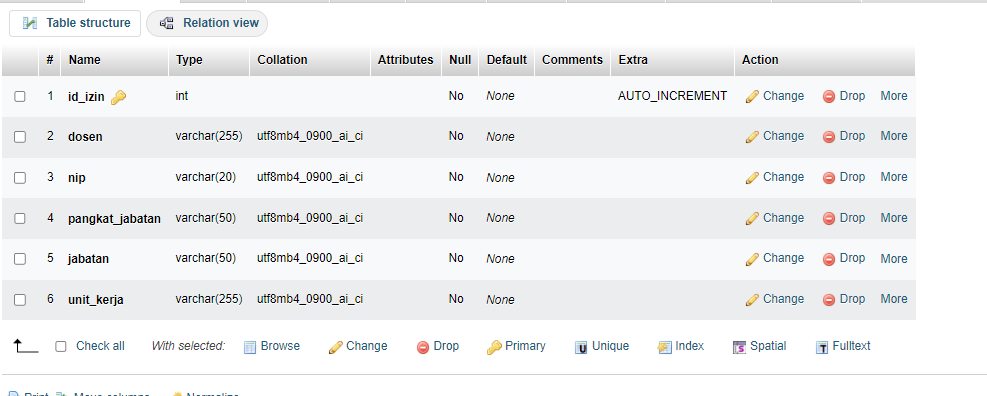 Table structure Relation view
# Name Type Collation Attributes Null Default Comments Extra Action
1 id_izin int No None AUTO_INCREMENT Change Drop More
2 dosen varchar(255) utf8mb4_0900_ai_ci No None Change Drop More
3 nip varchar(20) utf8mb4_0900_ai_ci No None Change Drop More
4 pangkat_jabatan varchar(50) utf8mb4_0900_ai_ci No None Change Drop More
5 jabatan varchar(50) utf8mb4_0900_ai_ci No None Change Drop More
6 unit_kerja varchar(255) utf8mb4_0900_ai_ci No None Change Drop More
Check all With selected: Browse Change Drop Primary Unique Index Spatial Fulltext
Print Move columns Normalize